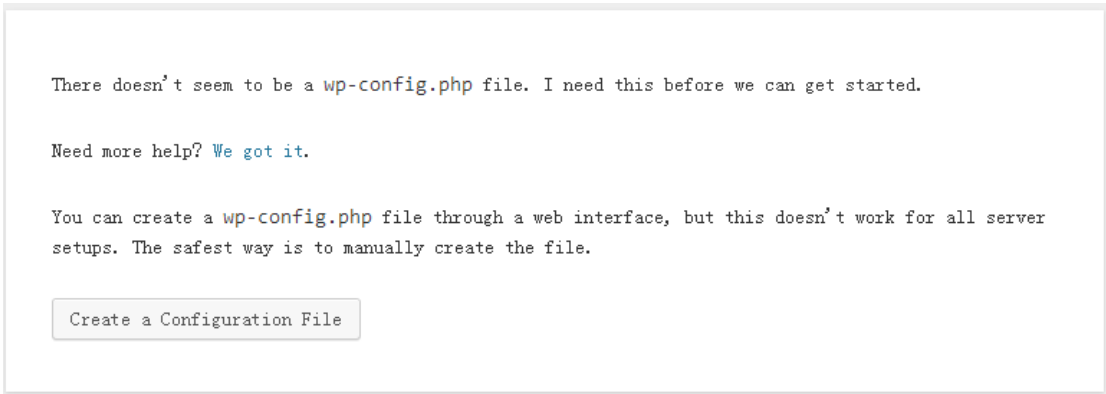 There doesn't seem to be a wp-config.php file. I need this before we can get started.
Need more help? We got it.
You can create a wp-config.php file through a web interface, but this doesn't work for all server
setups. The safest way is to manually create the file.
Create a Configuration File